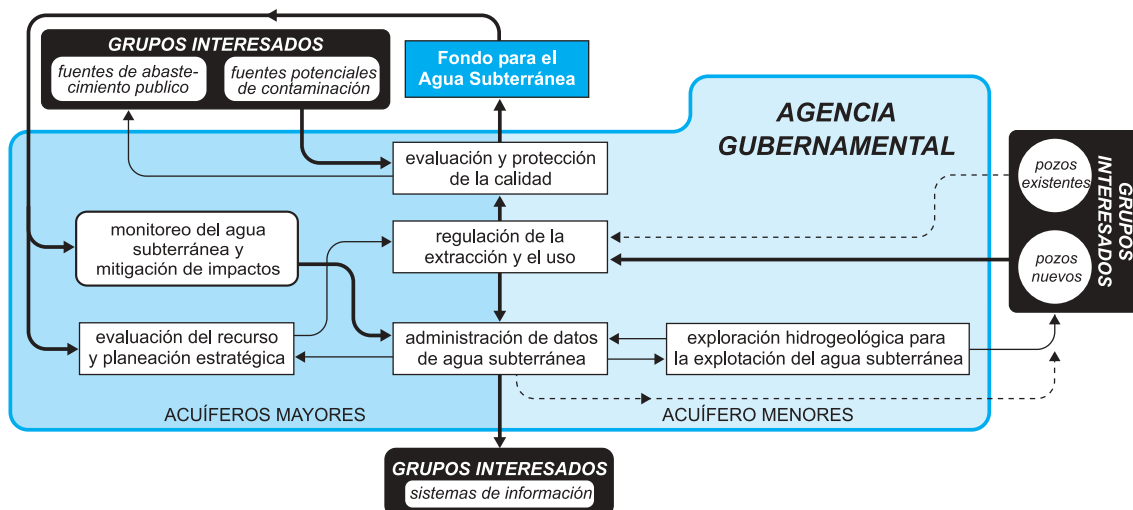 GRUPOS INTERESADOS
fuentes de abaste-
cimiento publico
fuentes potenciales
de contaminación
Fondo para el
Agua Subterránea
AGENCIA
GUBERNAMENTAL
evaluación y protección
de la calidad
pozos
existentes
GRUPOS
INTERESADOS
pozos
nuevos
monitoreo del agua
subterránea y
mitigación de impactos
regulación de la
extracción y el uso
evaluación del recurso
y planeación estratégica
administración de datos
de agua subterránea
exploración hidrogeológica para
la explotación del agua subterránea
ACUÍFEROS MAYORES
ACUÍFERO MENORES
GRUPOS INTERESADOS
sistemas de información